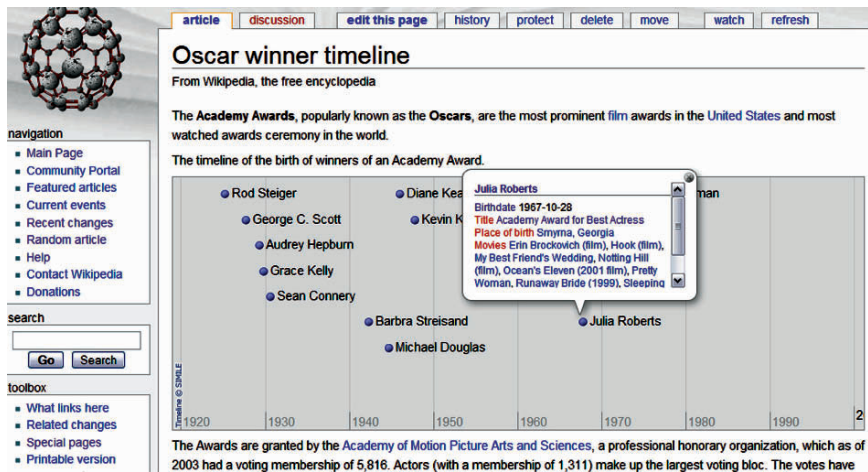 article discussion edit this page history protect delete move watch refresh
Oscar winner timeline
From Wikipedia, the free encyclopedia
The Academy Awards, popularly known as the Oscars, are the most prominent film awards in the United States and most
watched awards ceremony in the world.
The timeline of the birth of winners of an Academy Award.
navigation
Main Page
Community Portal
Featured articles
Current events
Recent changes
Random article
Help
Contact Wikipedia
Donations
search
Go Search
toolbox
What links here
Related changes
Special pages
Printable version
Rod Steiger
Diane Kea
man
George C. Scott
Kevin K
Audrey Hepburn
Grace Kelly
Sean Connery
Barbra Streisand
Julia Roberts
Michael Douglas
Julia Roberts
Birthdate 1967-10-28
Title Academy Award for Best Actress
Place of birth Smyrna, Georgia
Movies Erin Brockovich (film), Hook (film),
My Best Friend's Wedding, Notting Hill
(film), Ocean's Eleven (2001 film), Pretty
Woman, Runaway Bride (1999), Sleeping
Timeline © SIMILE
1920 1930 1940 1950 1960 1970 1980 1990 2
The Awards are granted by the Academy of Motion Picture Arts and Sciences, a professional honorary organization, which as of
2003 had a voting membership of 5,816. Actors (with a membership of 1,311) make up the largest voting bloc. The votes have